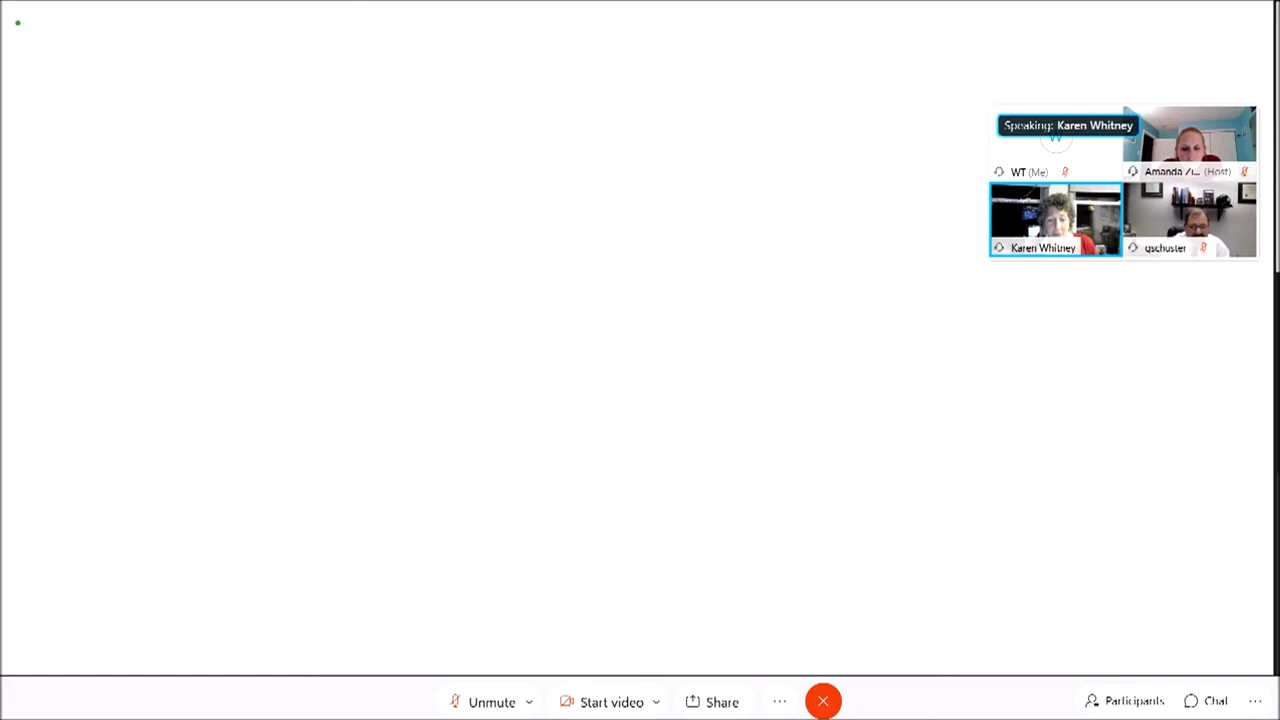 Speaking: Karen Whitney
WT (Me)
(Host)
Karen Whitney
gschuster
Unmute
Start video
Share
Participants
Chat